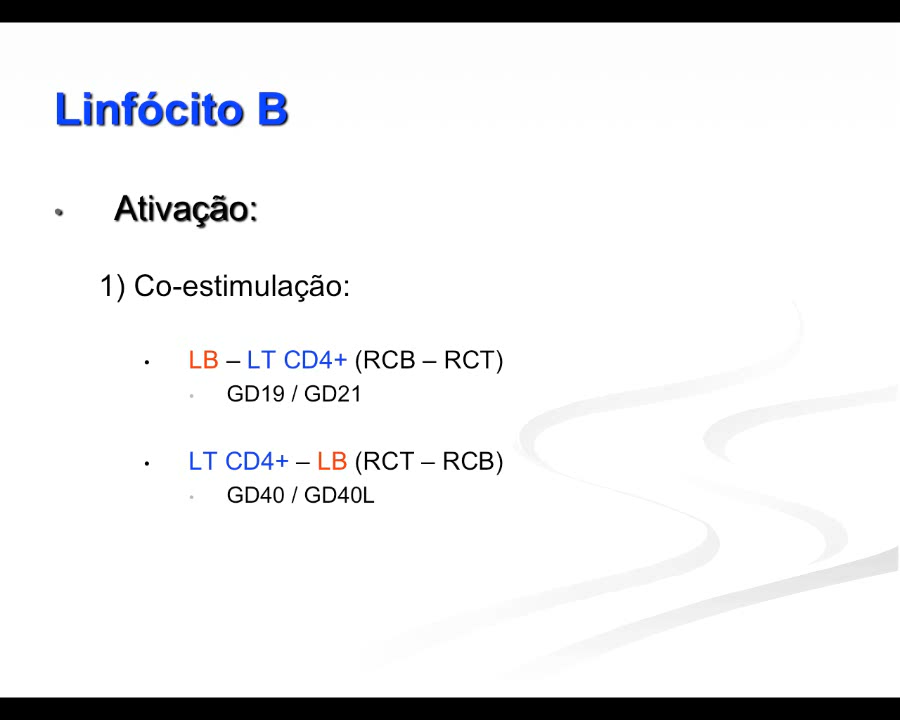 Linfócito B
• Ativação:
1) Co-estimulação:
• LB – LT CD4+ (RCB – RCT)
• GD19 / GD21
• LT CD4+ – LB (RCT – RCB)
• GD40 / GD40L